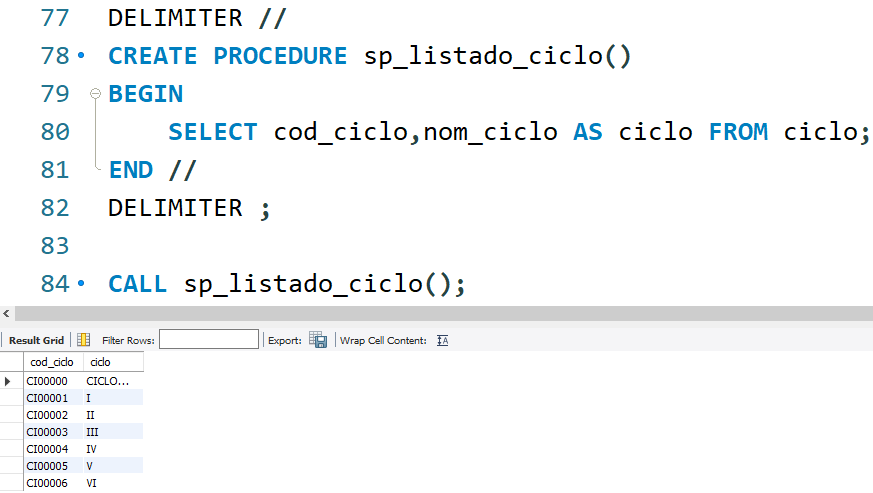 77 DELIMITER //
78 CREATE PROCEDURE sp_listado_ciclo()
79 BEGIN
80 SELECT cod_ciclo,nom_ciclo AS ciclo FROM ciclo;
81 END //
82 DELIMITER ;
83
84 CALL sp_listado_ciclo();
Result Grid Filter Rows: Export: Wrap Cell Content: IA
cod_ciclo ciclo
CI00000 CICLO...
CI00001 I
CI00002 II
CI00003 III
CI00004 IV
CI00005 V
CI00006 VI